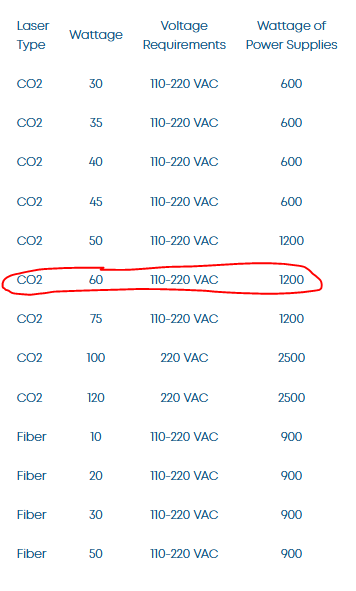 Laser Type Wattage Voltage Requirements Wattage of Power Supplies
CO2 30 110-220 VAC 600
CO2 35 110-220 VAC 600
CO2 40 110-220 VAC 600
CO2 45 110-220 VAC 600
CO2 50 110-220 VAC 1200
CO2 60 110-220 VAC 1200
CO2 75 110-220 VAC 1200
CO2 100 220 VAC 2500
CO2 120 220 VAC 2500
Fiber 10 110-220 VAC 900
Fiber 20 110-220 VAC 900
Fiber 30 110-220 VAC 900
Fiber 50 110-220 VAC 900